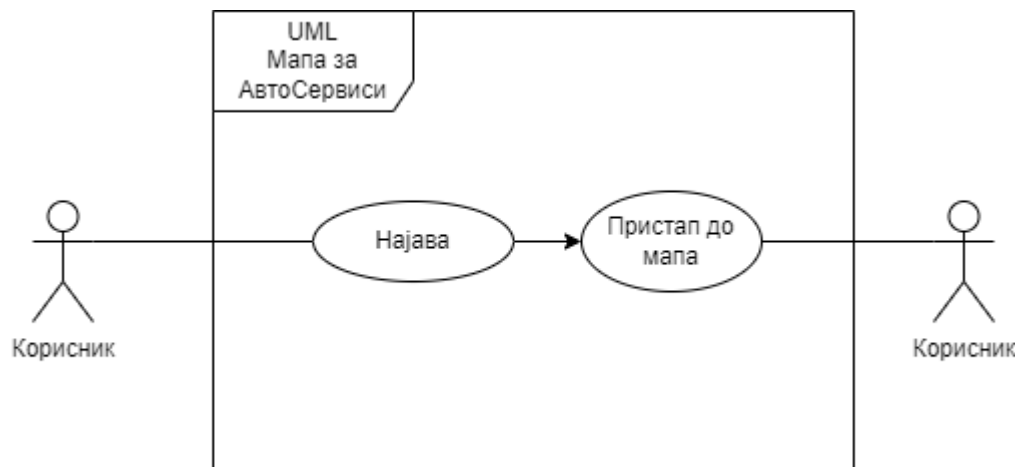 UML
Мапа за
АвтоСервиси
Најава
Пристап до
мапа
Корисник
Корисник